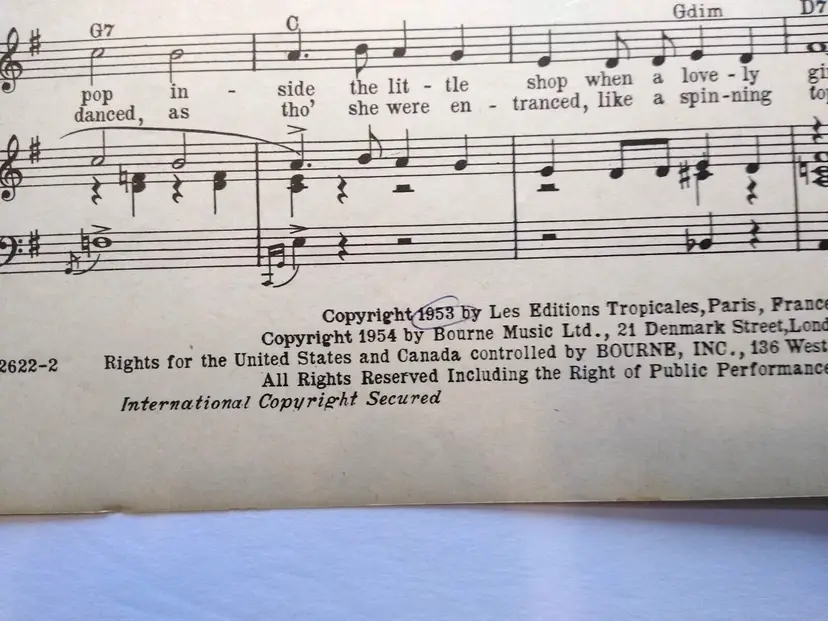 G7 C Gdim D7
pop in - side the lit - tle shop when a love - ly
danced, as tho' she were en - tranced, like a spin - ning
Copyright 1953 by Les Editions Tropicales, Paris, France
Copyright 1954 by Bourne Music Ltd., 21 Denmark Street,
2622-2 Rights for the United States and Canada controlled by BOURNE, INC., 136 West
All Rights Reserved Including the Right of Public Performance
International Copyright Secured